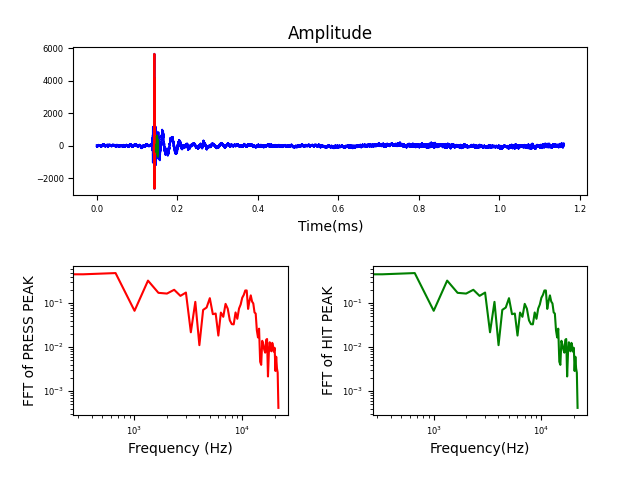 Amplitude
6000
4000
2000
0
−2000
0.0 0.2 0.4 0.6 0.8 1.0 1.2
Time(ms)
FFT of PRESS PEAK
10⁻¹
10⁻²
10⁻³
10³ 10⁴
Frequency (Hz)
FFT of HIT PEAK
10⁻¹
10⁻²
10⁻³
10³ 10⁴
Frequency(Hz)